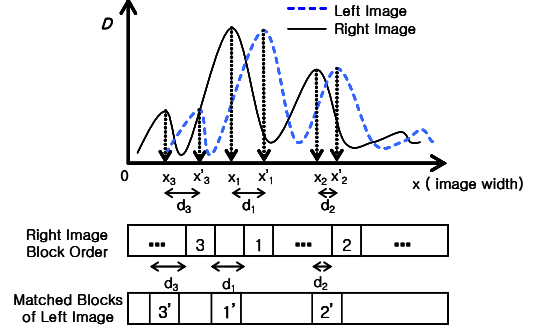 D
Left Image
Right Image
0
x₃ x'₃ x₁ x'₁ x₂ x'₂
x ( image width)
d₃ d₁ d₂
Right Image
Block Order
... 3 1 ... 2 ...
d₃ d₁ d₂
Matched Blocks
of Left Image
3' 1' 2'